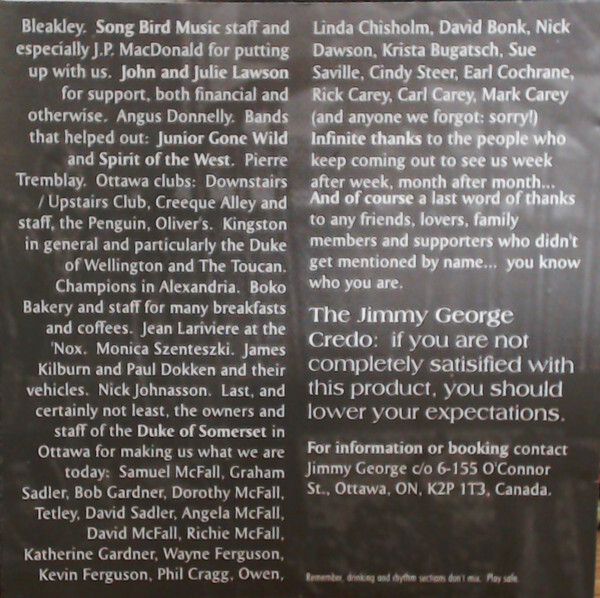 Bleakley. Song Bird Music staff and
especially J.P. MacDonald for putting
up with us. John and Julie Lawson
for support, both financial and
otherwise. Angus Donnelly. Bands
that helped out: Junior Gone Wild
and Spirit of the West. Pierre
Tremblay. Ottawa clubs: Downstairs
/ Upstairs Club, Creeque Alley and
staff, the Penguin, Oliver's. Kingston
in general and particularly the Duke
of Wellington and The Toucan.
Champions in Alexandria. Boko
Bakery and staff for many breakfasts
and coffees. Jean Lariviere at the
'Nox. Monica Szenteszki. James
Kilburn and Paul Dokken and their
vehicles. Nick Johnasson. Last, and
certainly not least, the owners and
staff of the Duke of Somerset in
Ottawa for making us what we are
today: Samuel McFall, Graham
Sadler, Bob Gardner, Dorothy McFall,
Tetley, David Sadler, Angela McFall,
David McFall, Richie McFall,
Katherine Gardner, Wayne Ferguson,
Kevin Ferguson, Phil Cragg, Owen,
Linda Chisholm, David Bonk, Nick
Dawson, Krista Bugatsch, Sue
Saville, Cindy Steer, Earl Cochrane,
Rick Carey, Carl Carey, Mark Carey
(and anyone we forgot: sorry!)
Infinite thanks to the people who
keep coming out to see us week
after week, month after month...
And of course a last word of thanks
to any friends, lovers, family
members and supporters who didn't
get mentioned by name... you know
who you are.
The Jimmy George
Credo: if you are not
completely satisified with
this product, you should
lower your expectations.
For information or booking contact
Jimmy George c/o 6-155 O'Connor
St., Ottawa, ON, K2P 1T3, Canada.
Remember, drinking and rhythm sections don't mix. Play safe.